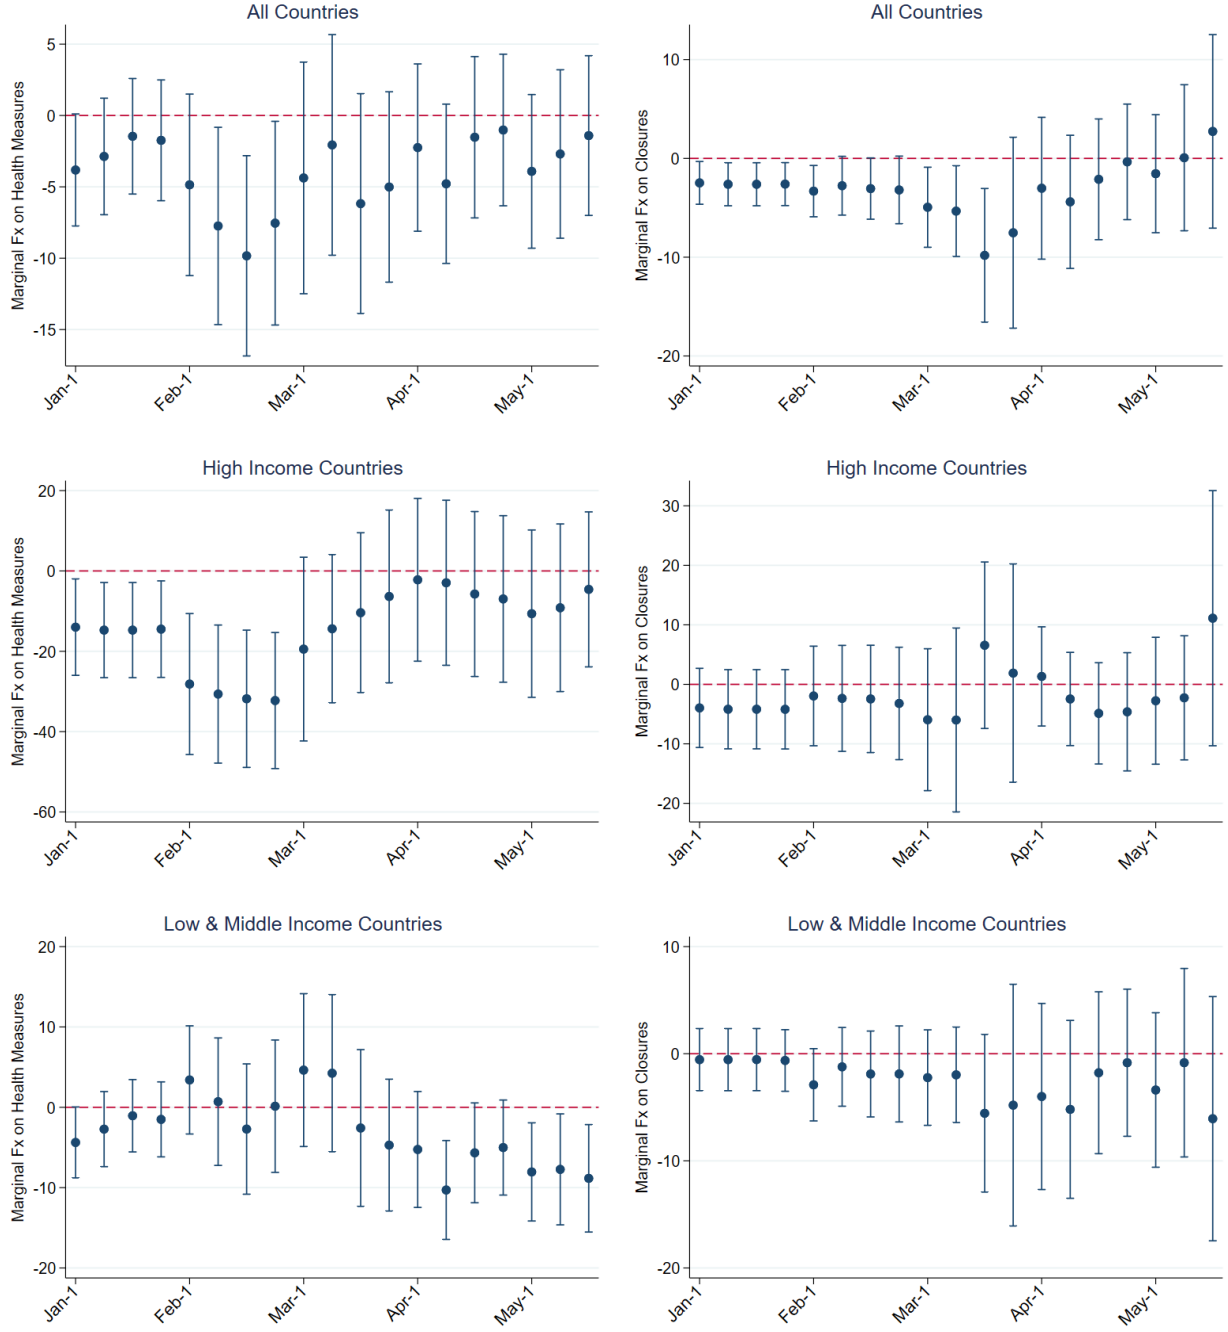 All Countries
Marginal Fx on Health Measures
5
0
-5
-10
-15
Jan-1
Feb-1
Mar-1
Apr-1
May-1
All Countries
Marginal Fx on Closures
10
0
-10
-20
Jan-1
Feb-1
Mar-1
Apr-1
May-1
High Income Countries
Marginal Fx on Health Measures
20
0
-20
-40
-60
Jan-1
Feb-1
Mar-1
Apr-1
May-1
High Income Countries
Marginal Fx on Closures
30
20
10
0
-10
-20
Jan-1
Feb-1
Mar-1
Apr-1
May-1
Low & Middle Income Countries
Marginal Fx on Health Measures
20
10
0
-10
-20
Jan-1
Feb-1
Mar-1
Apr-1
May-1
Low & Middle Income Countries
Marginal Fx on Closures
10
0
-10
-20
Jan-1
Feb-1
Mar-1
Apr-1
May-1